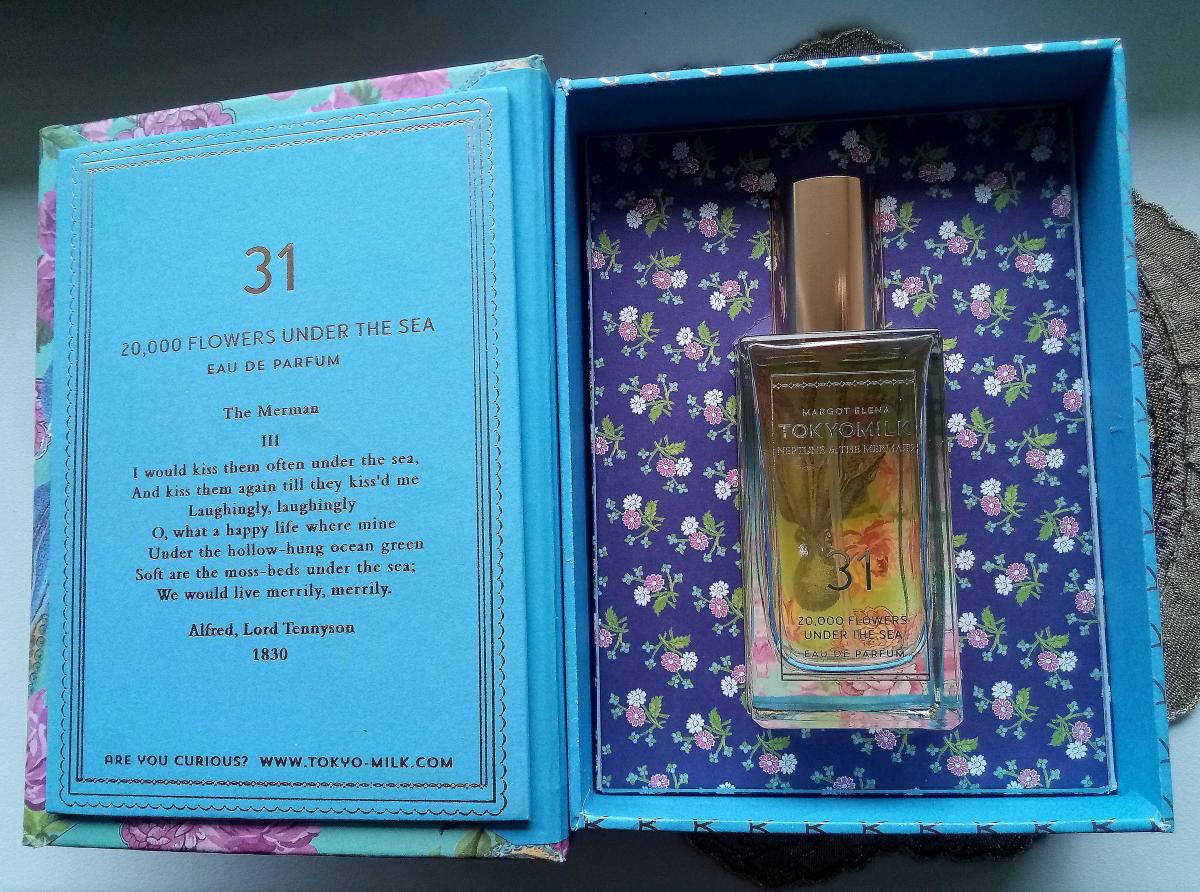 31
20,000 FLOWERS UNDER THE SEA
EAU DE PARFUM
The Merman
III
I would kiss them often under the sea,
And kiss them again till they kiss'd me
Laughingly, laughingly
O, what a happy life where mine
Under the hollow-hung ocean green
Soft are the moss-beds under the sea;
We would live merrily, merrily.
Alfred, Lord Tennyson
1830
ARE YOU CURIOUS? WWW.TOKYO-MILK.COM
MARGOT ELENA
TOKYOMILK
NEPTUNE & THE MERMAID
31
20,000 FLOWERS
UNDER THE SEA
EAU DE PARFUM